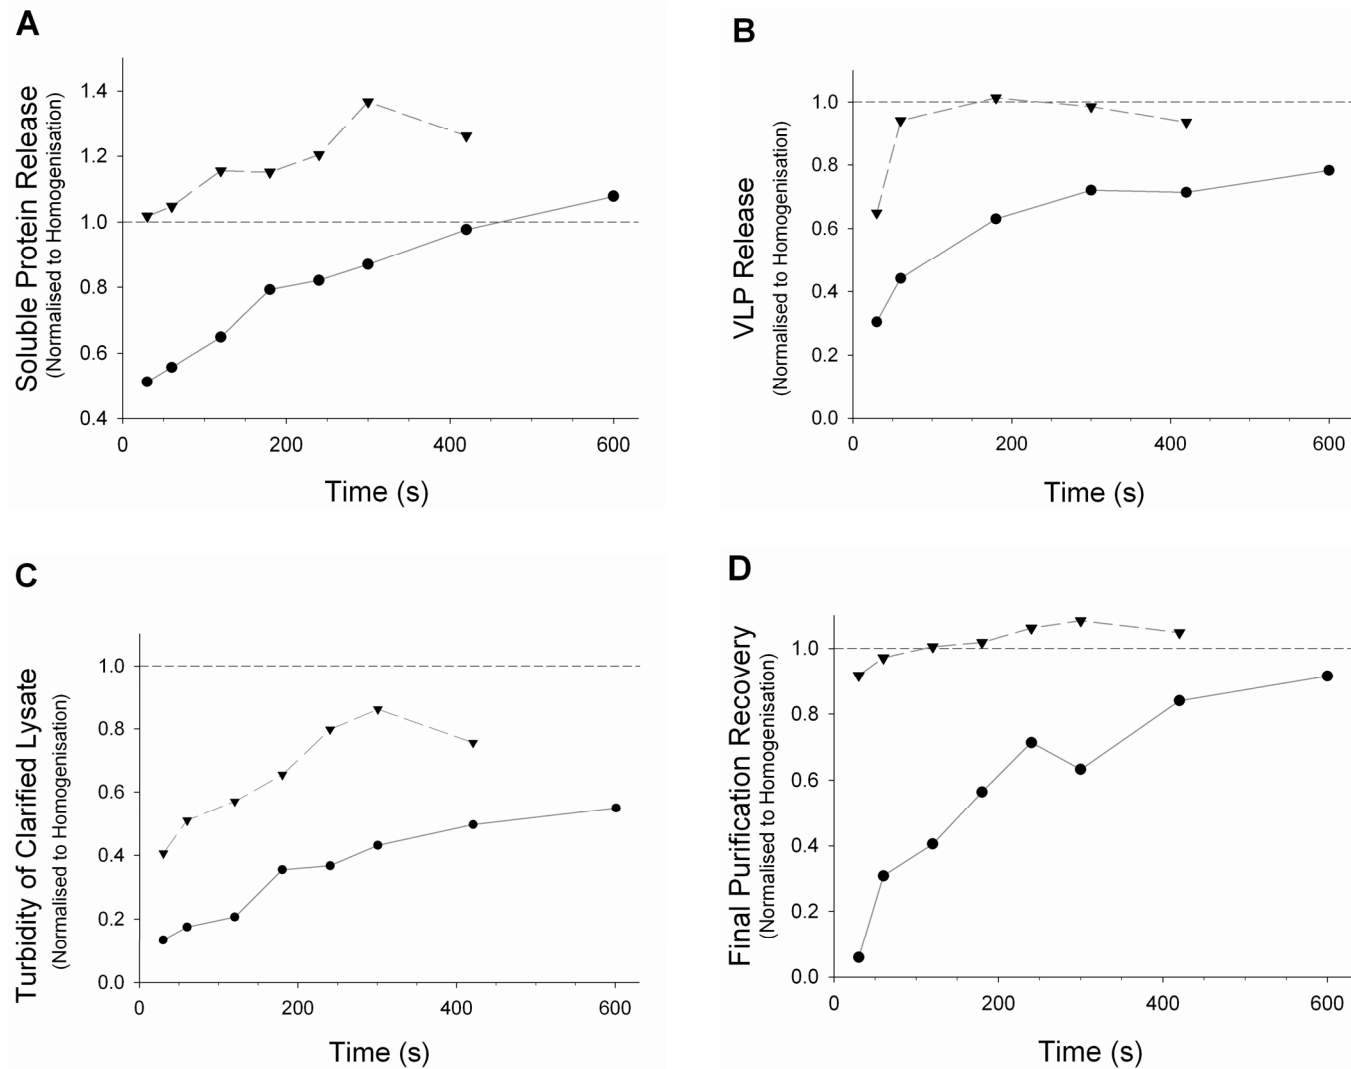 A
Soluble Protein Release
(Normalised to Homogenisation)
1.4
1.2
1.0
0.8
0.6
0.4
0 200 400 600
Time (s)
B
VLP Release
(Normalised to Homogenisation)
1.0
0.8
0.6
0.4
0.2
0.0
0 200 400 600
Time (s)
C
Turbidity of Clarified Lysate
(Normalised to Homogenisation)
1.0
0.8
0.6
0.4
0.2
0.0
0 200 400 600
Time (s)
D
Final Purification Recovery
(Normalised to Homogenisation)
1.0
0.8
0.6
0.4
0.2
0.0
0 200 400 600
Time (s)